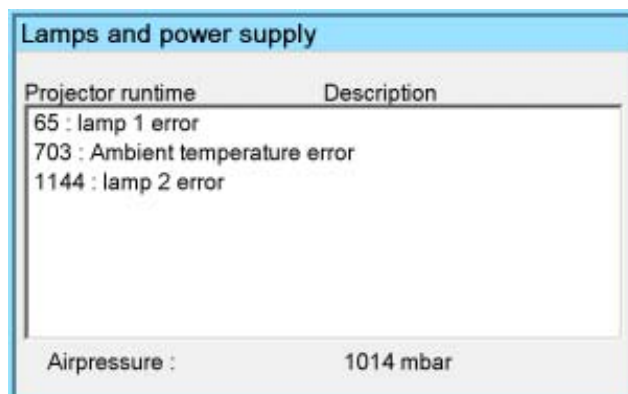 Lamps and power supply
Projector runtime Description
65 : lamp 1 error
703 : Ambient temperature error
1144 : lamp 2 error
Airpressure : 1014 mbar